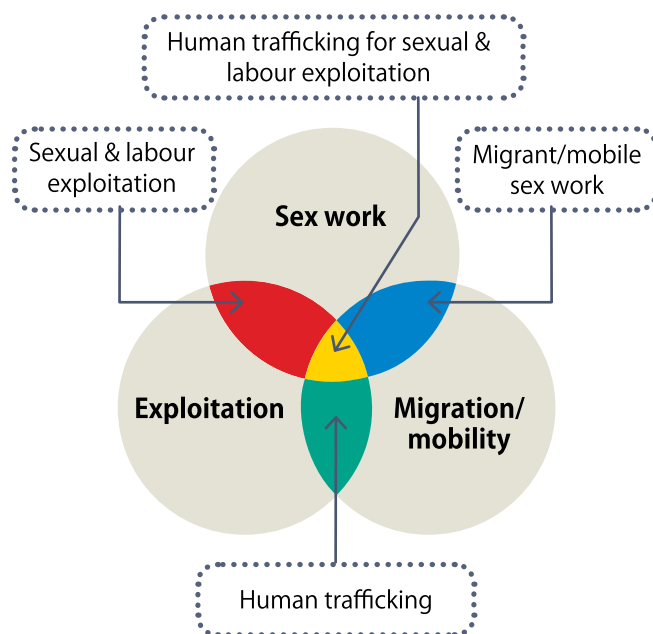 Human trafficking for sexual &
labour exploitation
Sexual & labour
exploitation
Migrant/mobile
sex work
Sex work
Exploitation
Migration/
mobility
Human trafficking